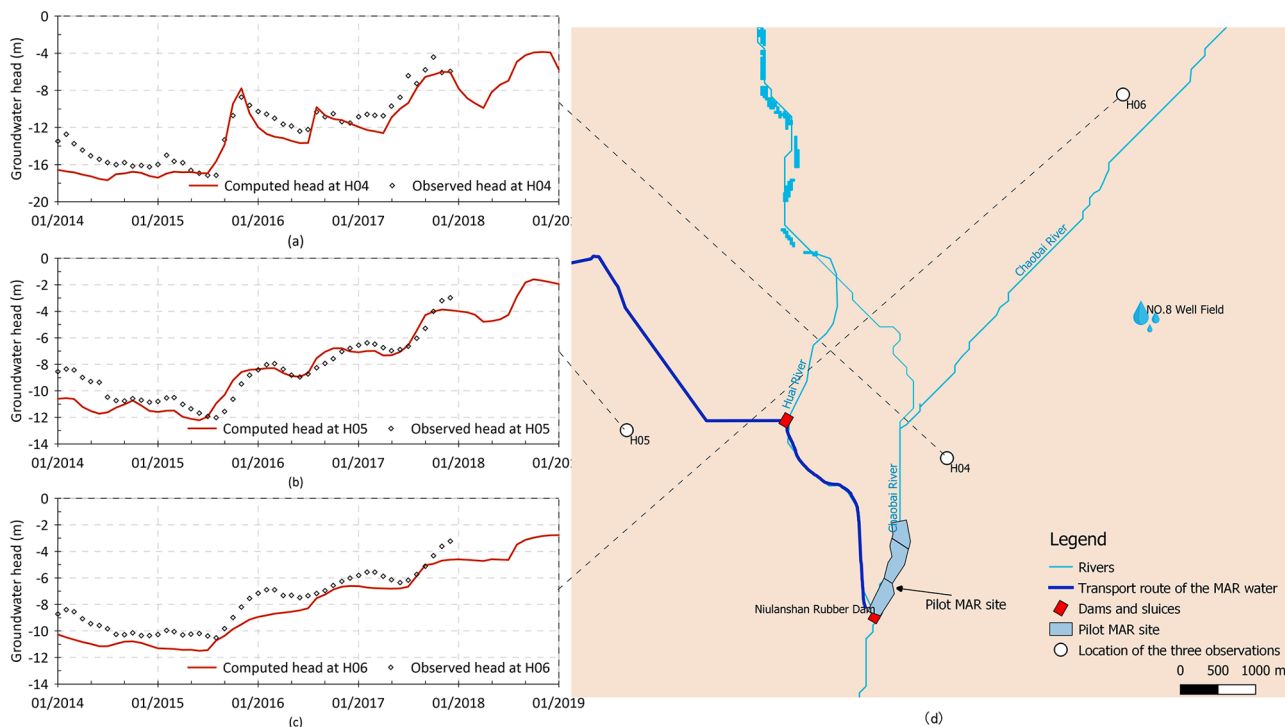 Groundwater head (m)
0
-4
-8
-12
-16
-20
Computed head at H04
Observed head at H04
01/2014
01/2015
01/2016
01/2017
01/2018
01/2019
(a)
Groundwater head (m)
0
-2
-4
-6
-8
-10
-12
-14
Computed head at H05
Observed head at H05
01/2014
01/2015
01/2016
01/2017
01/2018
01/2019
(b)
Groundwater head (m)
0
-2
-4
-6
-8
-10
-12
-14
Computed head at H06
Observed head at H06
01/2014
01/2015
01/2016
01/2017
01/2018
01/2019
(c)
H06
Chaobai River
NO.8 Well Field
Huai River
H05
H04
Chaobai River
Niulanshan Rubber Dam
Pilot MAR site
Legend
Rivers
Transport route of the MAR water
Dams and sluices
Pilot MAR site
Location of the three observations
0 500 1000 m
(d)